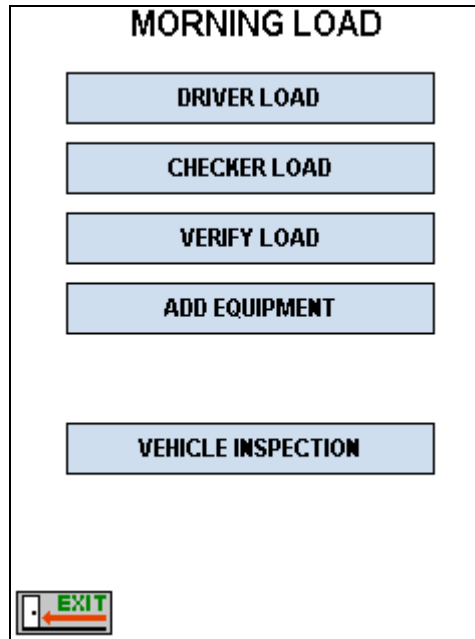 MORNING LOAD
DRIVER LOAD
CHECKER LOAD
VERIFY LOAD
ADD EQUIPMENT
VEHICLE INSPECTION
EXIT